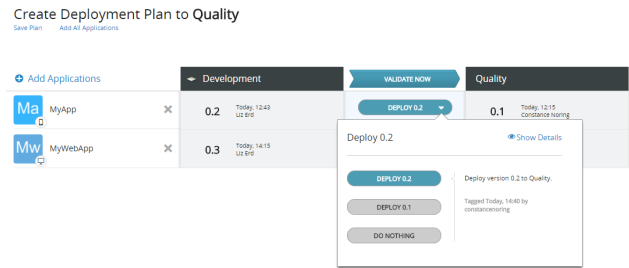 Create Deployment Plan to Quality
Save Plan Add All Applications
Add Applications Development VALIDATE NOW Quality
Ma MyApp 0.2 Today, 12:43 Liz Erd DEPLOY 0.2 0.1 Today, 12:15 Constance Noring
Mw MyWebApp 0.3 Today, 14:15 Liz Erd
Deploy 0.2 Show Details
DEPLOY 0.2 Deploy version 0.2 to Quality.
DEPLOY 0.1 Tagged Today, 14:40 by
constancenoring
DO NOTHING